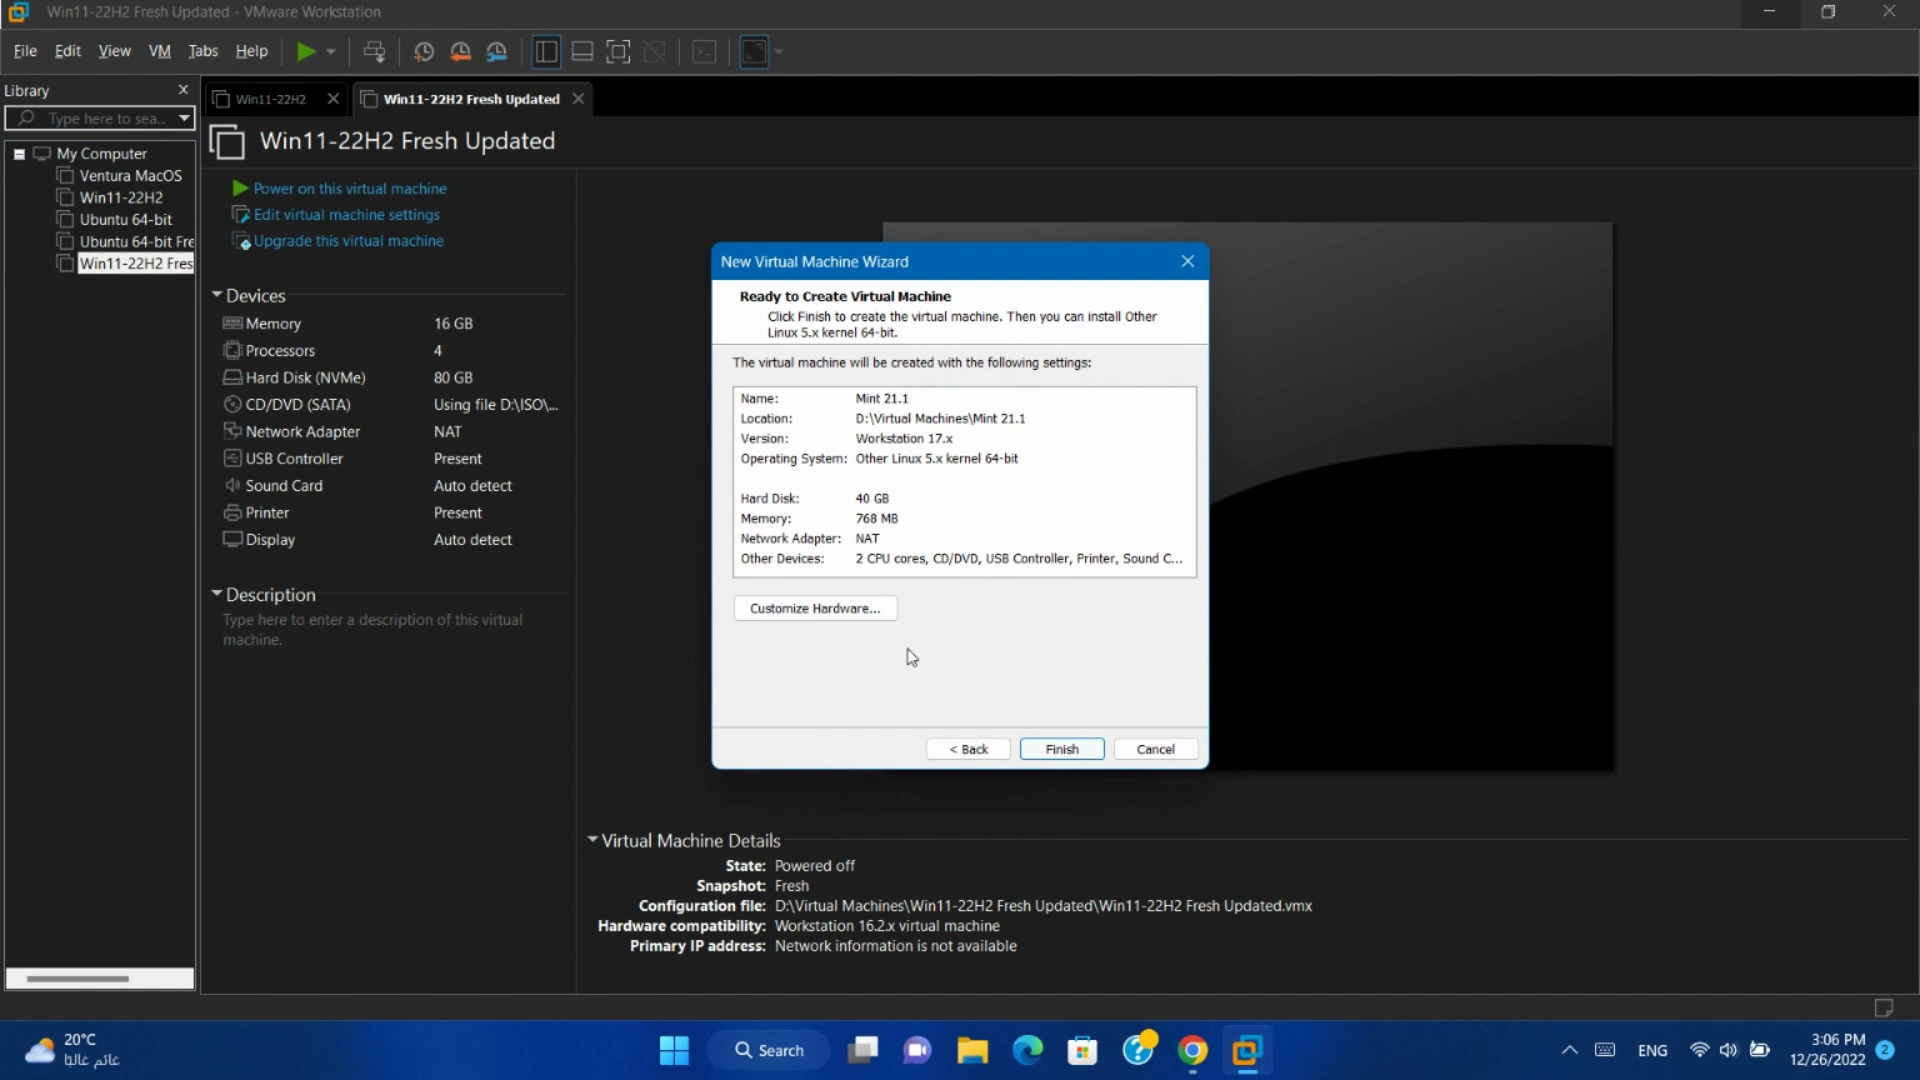 Win11-22H2 Fresh Updated - VMware Workstation
File Edit View VM Tabs Help
Library
Type here to sea...
My Computer
Ventura MacOS
Win11-22H2
Ubuntu 64-bit
Ubuntu 64-bit Fre
Win11-22H2 Fres
Win11-22H2
Win11-22H2 Fresh Updated
Win11-22H2 Fresh Updated
Power on this virtual machine
Edit virtual machine settings
Upgrade this virtual machine
Devices
Memory 16 GB
Processors 4
Hard Disk (NVMe) 80 GB
CD/DVD (SATA) Using file D:\ISO\...
Network Adapter NAT
USB Controller Present
Sound Card Auto detect
Printer Present
Display Auto detect
Description
Type here to enter a description of this virtual
machine.
New Virtual Machine Wizard
Ready to Create Virtual Machine
Click Finish to create the virtual machine. Then you can install Other
Linux 5.x kernel 64-bit.
The virtual machine will be created with the following settings:
Name: Mint 21.1
Location: D:\Virtual Machines\Mint 21.1
Version: Workstation 17.x
Operating System: Other Linux 5.x kernel 64-bit
Hard Disk: 40 GB
Memory: 768 MB
Network Adapter: NAT
Other Devices: 2 CPU cores, CD/DVD, USB Controller, Printer, Sound C...
Customize Hardware...
< Back Finish Cancel
Virtual Machine Details
State: Powered off
Snapshot: Fresh
Configuration file: D:\Virtual Machines\Win11-22H2 Fresh Updated\Win11-22H2 Fresh Updated.vmx
Hardware compatibility: Workstation 16.2.x virtual machine
Primary IP address: Network information is not available
20°C
غائم غالبًا
Search
ENG
3:06 PM
12/26/2022
2